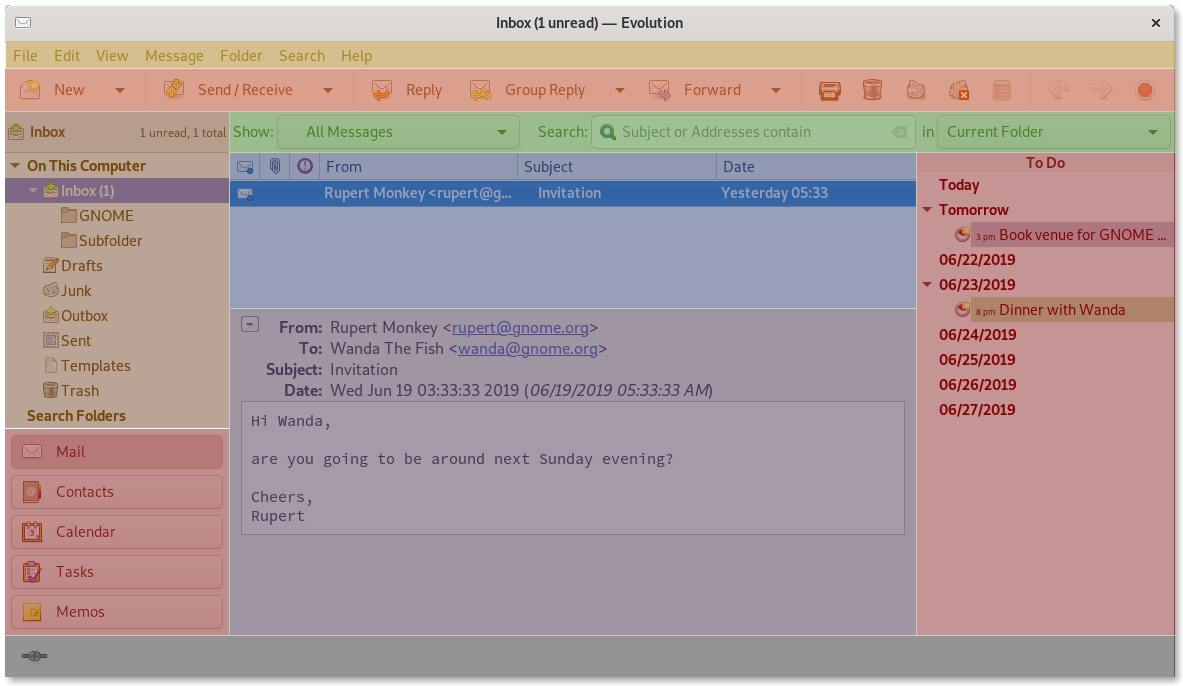 Inbox (1 unread) — Evolution
File Edit View Message Folder Search Help
New Send / Receive Reply Group Reply Forward
Inbox 1 unread, 1 total
Show: All Messages Search: Subject or Addresses contain in Current Folder
On This Computer
Inbox (1)
GNOME
Subfolder
Drafts
Junk
Outbox
Sent
Templates
Trash
Search Folders
Mail
Contacts
Calendar
Tasks
Memos
From Subject Date
Rupert Monkey <rupert@g... Invitation Yesterday 05:33
From: Rupert Monkey <rupert@gnome.org>
To: Wanda The Fish <wanda@gnome.org>
Subject: Invitation
Date: Wed Jun 19 03:33:33 2019 (06/19/2019 05:33:33 AM)
Hi Wanda,
are you going to be around next Sunday evening?
Cheers,
Rupert
To Do
Today
Tomorrow
3 pm Book venue for GNOME ...
06/22/2019
06/23/2019
8 pm Dinner with Wanda
06/24/2019
06/25/2019
06/26/2019
06/27/2019